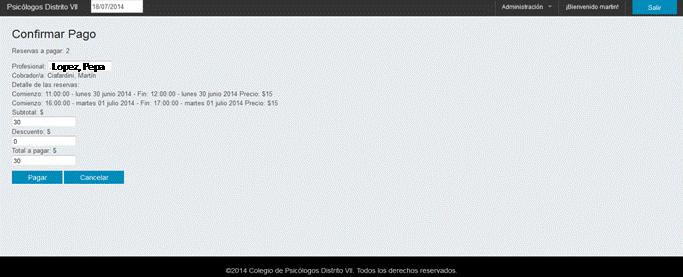 Psicólogos Distrito VII 18/07/2014 Administración ¡Bienvenido martin! Salir
Confirmar Pago
Reservas a pagar: 2
Profesional: Lopez, Pepa
Cobrador/a: Ciafardini, Martín
Detalle de las reservas:
Comienzo: 11:00:00 - lunes 30 junio 2014 - Fin: 12:00:00 - lunes 30 junio 2014 Precio: $15
Comienzo: 16:00:00 - martes 01 julio 2014 - Fin: 17:00:00 - martes 01 julio 2014 Precio: $15
Subtotal: $
30
Descuento: $
0
Total a pagar: $
30
Pagar Cancelar
©2014 Colegio de Psicólogos Distrito VII. Todos los derechos reservados.